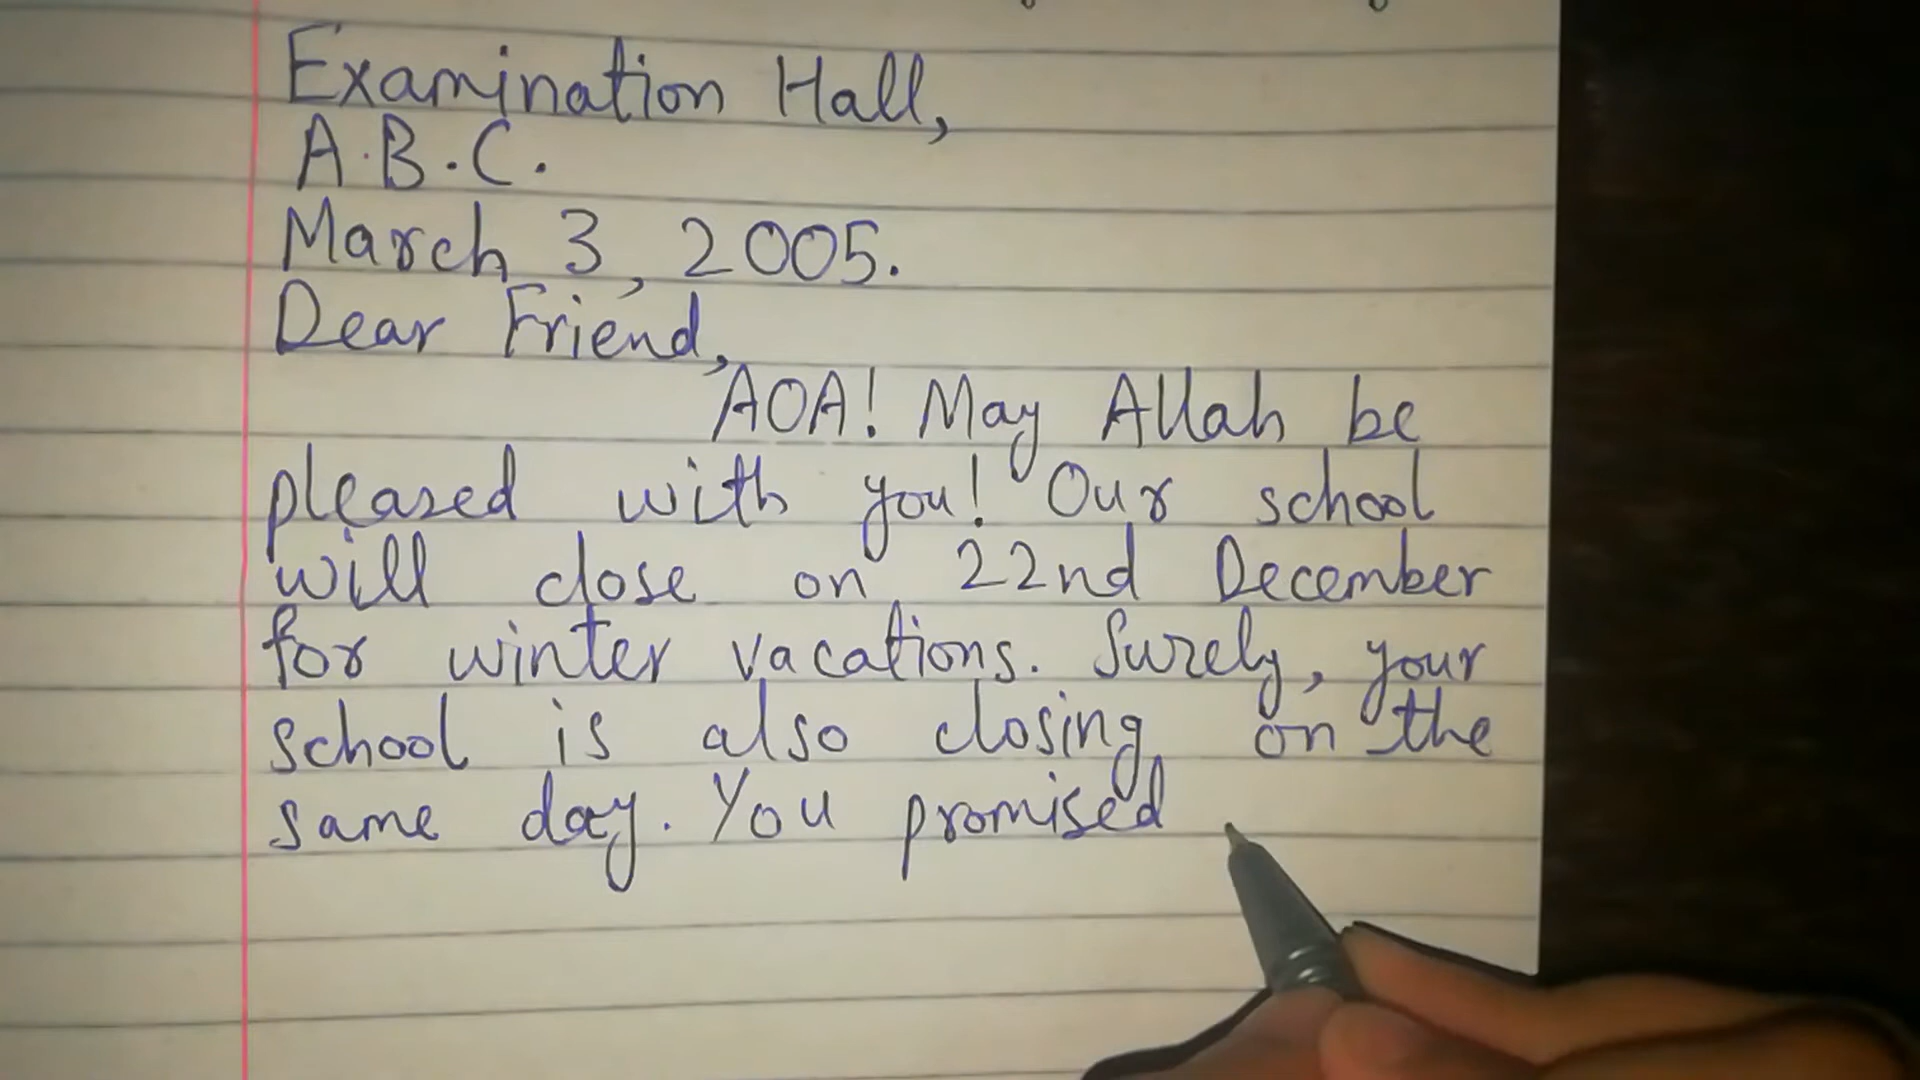 Examination Hall,
A.B.C.
March 3, 2005.
Dear Friend,
AOA! May Allah be
pleased with you! Our school
will close on 22nd December
for winter vacations. Surely, your
school is also closing on the
same day. You promised